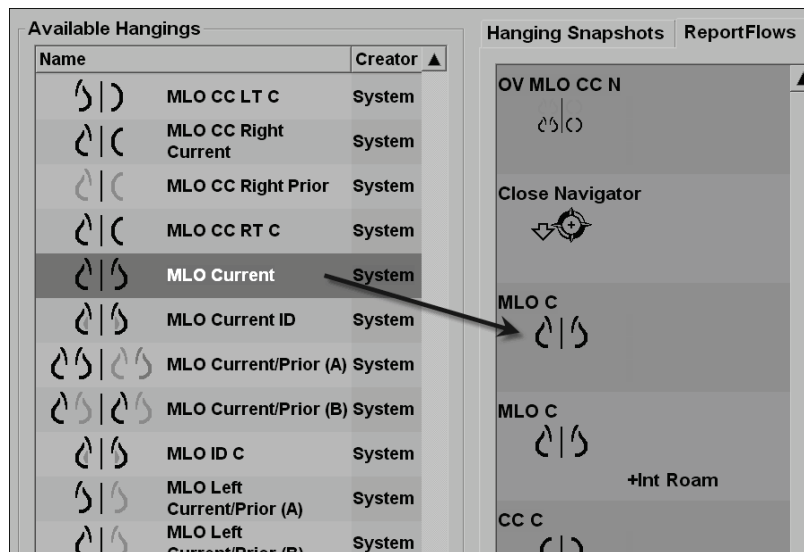 Available Hangings
Name
Creator
MLO CC LT C
System
MLO CC Right
Current
System
MLO CC Right Prior
System
MLO CC RT C
System
MLO Current
System
MLO Current ID
System
MLO Current/Prior (A)
System
MLO Current/Prior (B)
System
MLO ID C
System
MLO Left
Current/Prior (A)
System
MLO Left
Current/Prior (B)
System
Hanging Snapshots
ReportFlows
OV MLO CC N
Close Navigator
MLO C
MLO C
+Int Roam
CC C